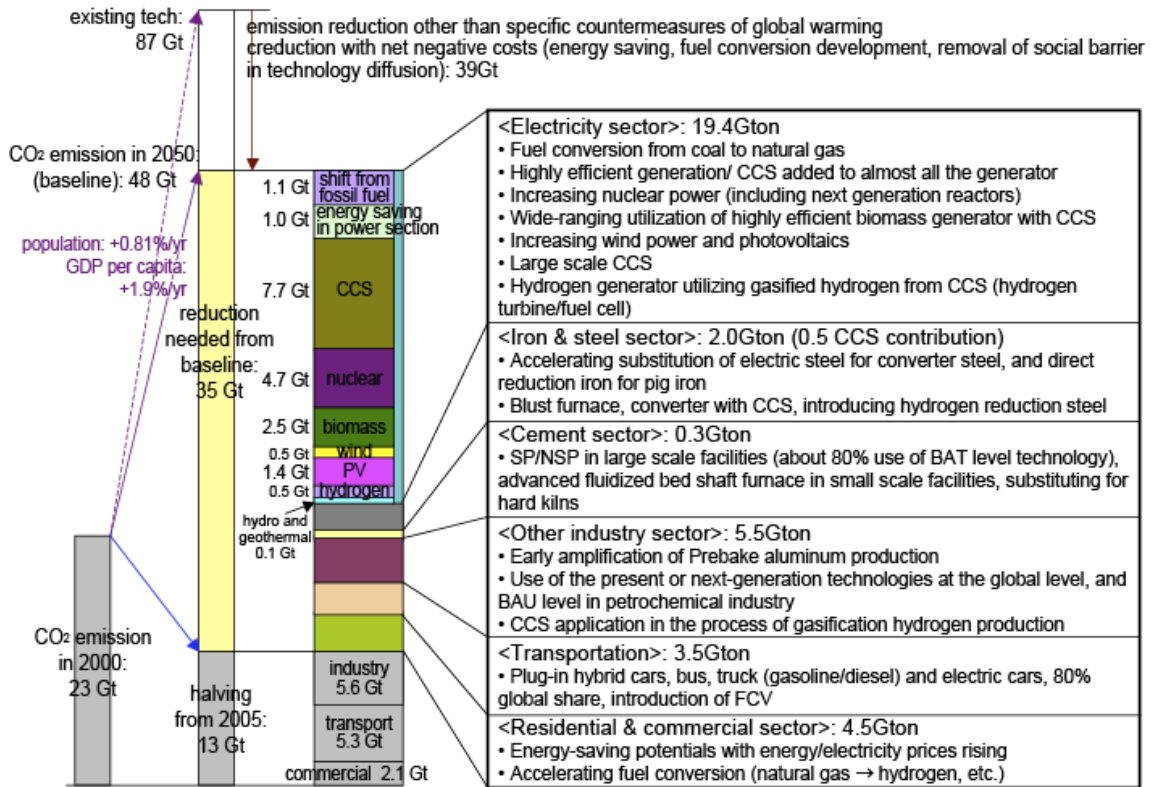 existing tech:
87 Gt
emission reduction other than specific countermeasures of global warming
creduction with net negative costs (energy saving, fuel conversion development, removal of social barrier
in technology diffusion): 39Gt
CO2 emission in 2050:
(baseline): 48 Gt
population: +0.81%/yr
GDP per capita:
+1.9%/yr
reduction
needed from
baseline:
35 Gt
CO2 emission
in 2000:
23 Gt
halving
from 2005:
13 Gt
1.1 Gt
shift from
fossil fuel
1.0 Gt
energy saving
in power section
7.7 Gt
CCS
4.7 Gt
nuclear
2.5 Gt
biomass
0.5 Gt
wind
1.4 Gt
PV
0.5 Gt
hydrogen
hydro and
geothermal
0.1 Gt
industry
5.6 Gt
transport
5.3 Gt
commercial 2.1 Gt
<Electricity sector>: 19.4Gton
• Fuel conversion from coal to natural gas
• Highly efficient generation/ CCS added to almost all the generator
• Increasing nuclear power (including next generation reactors)
• Wide-ranging utilization of highly efficient biomass generator with CCS
• Increasing wind power and photovoltaics
• Large scale CCS
• Hydrogen generator utilizing gasified hydrogen from CCS (hydrogen
turbine/fuel cell)
<Iron & steel sector>: 2.0Gton (0.5 CCS contribution)
• Accelerating substitution of electric steel for converter steel, and direct
reduction iron for pig iron
• Blust furnace, converter with CCS, introducing hydrogen reduction steel
<Cement sector>: 0.3Gton
• SP/NSP in large scale facilities (about 80% use of BAT level technology),
advanced fluidized bed shaft furnace in small scale facilities, substituting for
hard kilns
<Other industry sector>: 5.5Gton
• Early amplification of Prebake aluminum production
• Use of the present or next-generation technologies at the global level, and
BAU level in petrochemical industry
• CCS application in the process of gasification hydrogen production
<Transportation>: 3.5Gton
• Plug-in hybrid cars, bus, truck (gasoline/diesel) and electric cars, 80%
global share, introduction of FCV
<Residential & commercial sector>: 4.5Gton
• Energy-saving potentials with energy/electricity prices rising
• Accelerating fuel conversion (natural gas → hydrogen, etc.)